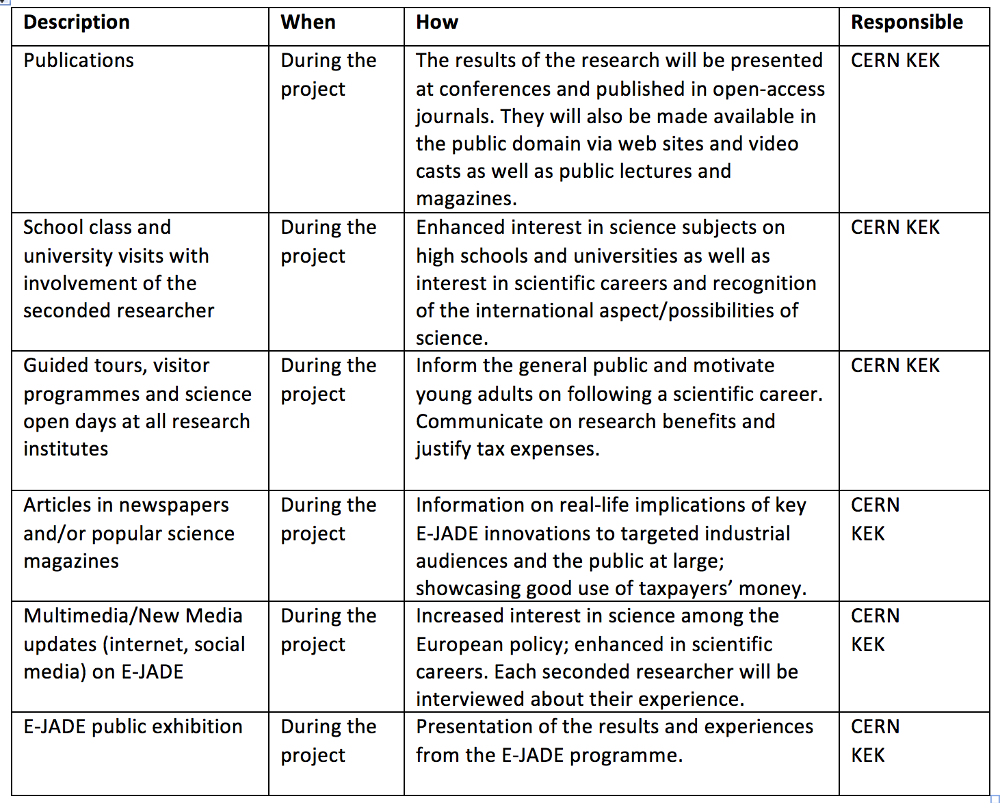 Description When How Responsible
Publications
During the
project
The results of the research will be presented
at conferences and published in open-access
journals. They will also be made available in
the public domain via web sites and video
casts as well as public lectures and
magazines.
CERN KEK
School class and
university visits with
involvement of the
seconded researcher
During the
project
Enhanced interest in science subjects on
high schools and universities as well as
interest in scientific careers and recognition
of the international aspect/possibilities of
science.
CERN KEK
Guided tours, visitor
programmes and science
open days at all research
institutes
During the
project
Inform the general public and motivate
young adults on following a scientific career.
Communicate on research benefits and
justify tax expenses.
CERN KEK
Articles in newspapers
and/or popular science
magazines
During the
project
Information on real-life implications of key
E-JADE innovations to targeted industrial
audiences and the public at large;
showcasing good use of taxpayers’ money.
CERN
KEK
Multimedia/New Media
updates (internet, social
media) on E-JADE
During the
project
Increased interest in science among the
European policy; enhanced in scientific
careers. Each seconded researcher will be
interviewed about their experience.
CERN
KEK
E-JADE public exhibition
During the
project
Presentation of the results and experiences
from the E-JADE programme.
CERN
KEK